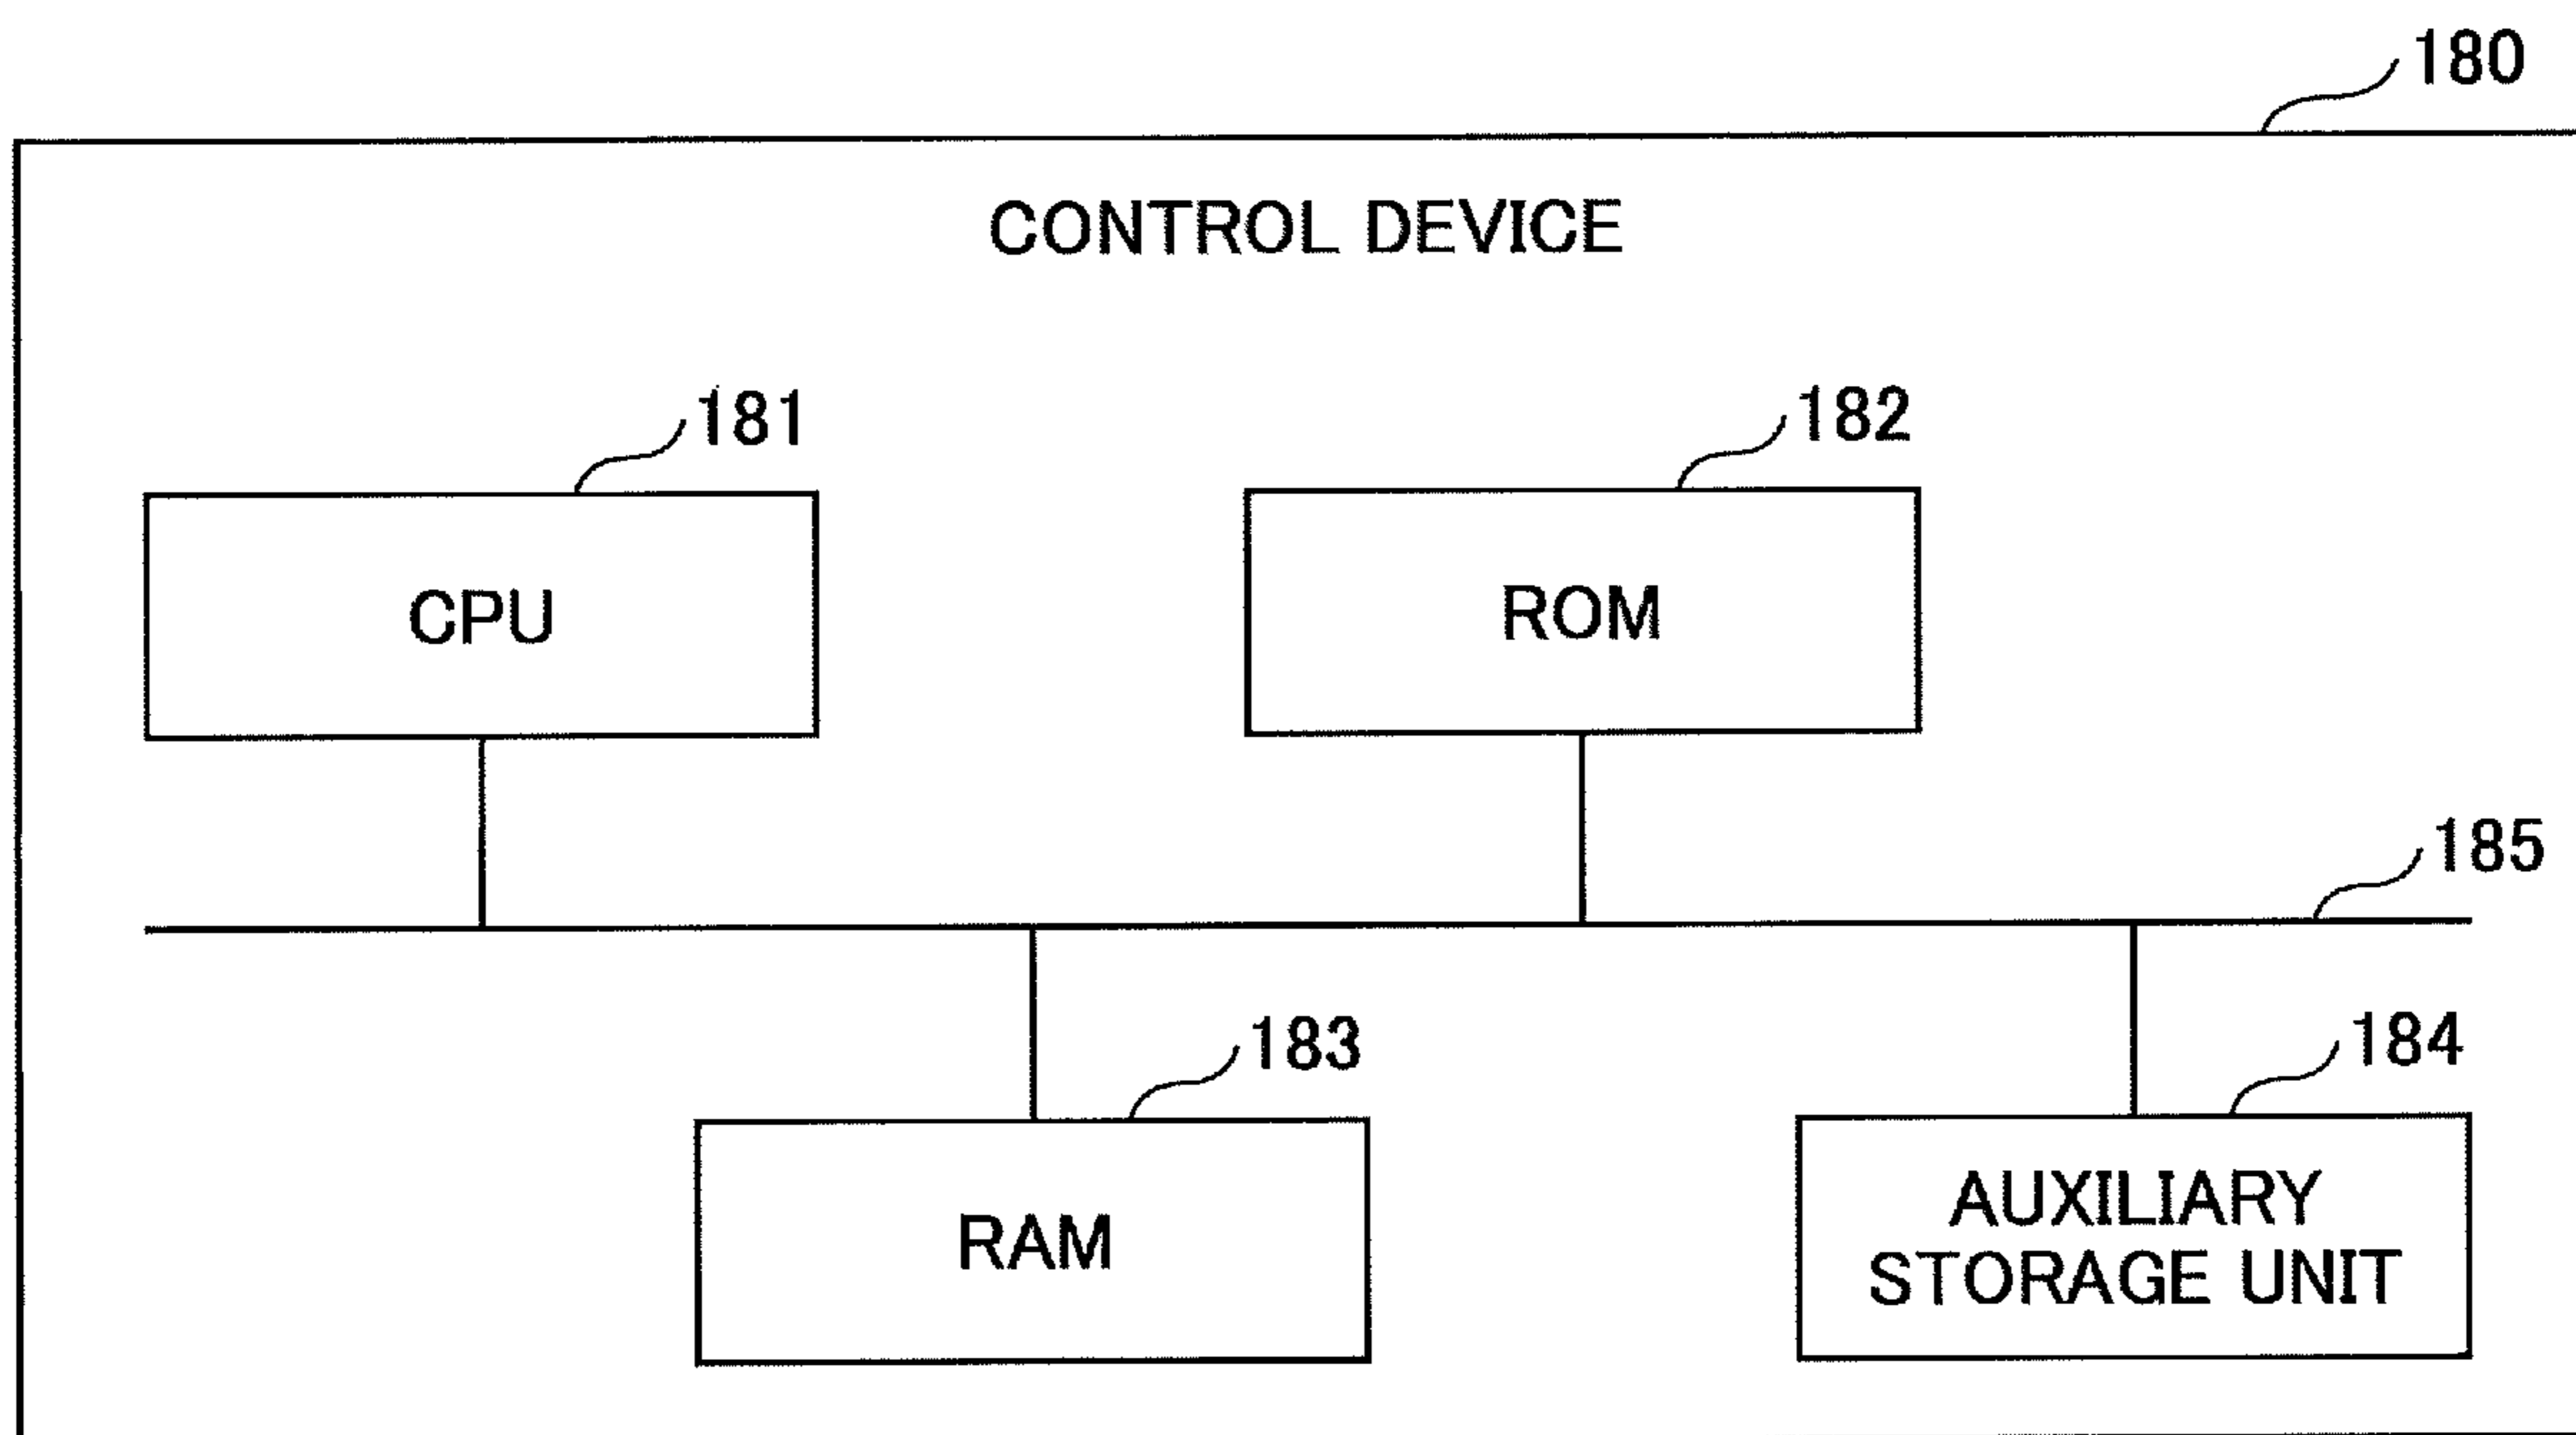 180
CONTROL DEVICE
181
182
CPU
ROM
185
183
184
RAM
AUXILIARY
STORAGE UNIT